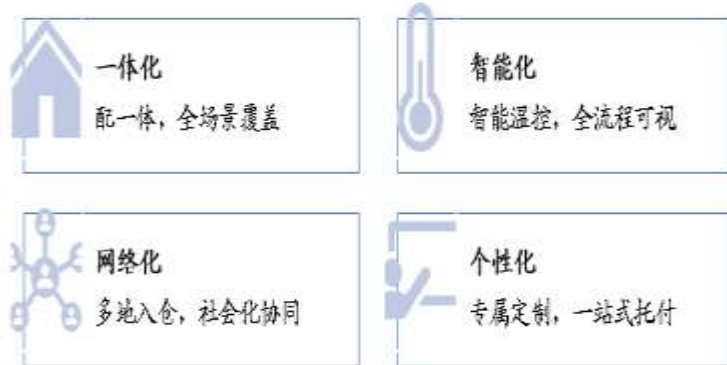 一体化
配一体，全场景覆盖
智能化
智能温控，全流程可视
网络化
多地入仓，社会化协同
个性化
专属定制，一站式托付